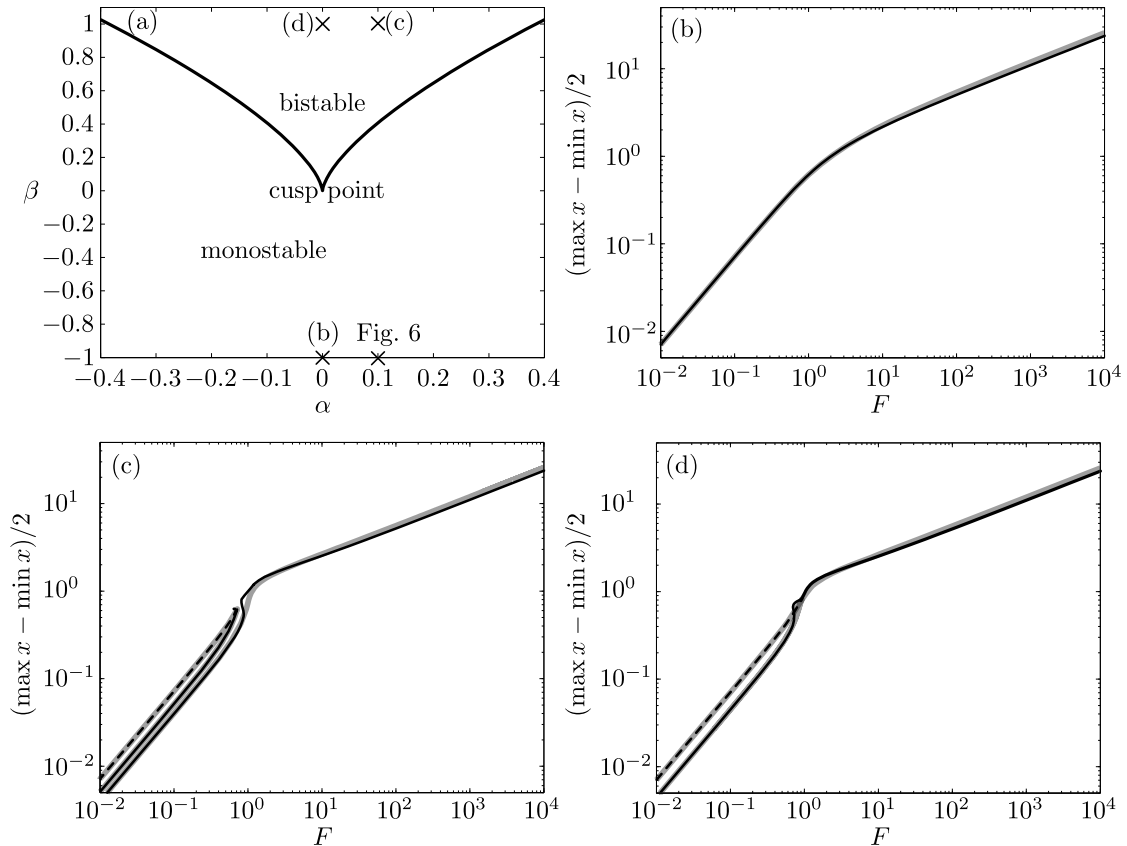 (a)
(d)
(c)
1
0.8
0.6
0.4
0.2
0
−0.2
−0.4
−0.6
−0.8
−1
β
bistable
cusp point
monostable
(b)
Fig. 6
−0.4 −0.3 −0.2 −0.1 0 0.1 0.2 0.3 0.4
α
(b)
(max x − min x)/2
10^1
10^0
10^−1
10^−2
10^−2 10^−1 10^0 10^1 10^2 10^3 10^4
F
(c)
(max x − min x)/2
10^1
10^0
10^−1
10^−2
10^−2 10^−1 10^0 10^1 10^2 10^3 10^4
F
(d)
(max x − min x)/2
10^1
10^0
10^−1
10^−2
10^−2 10^−1 10^0 10^1 10^2 10^3 10^4
F